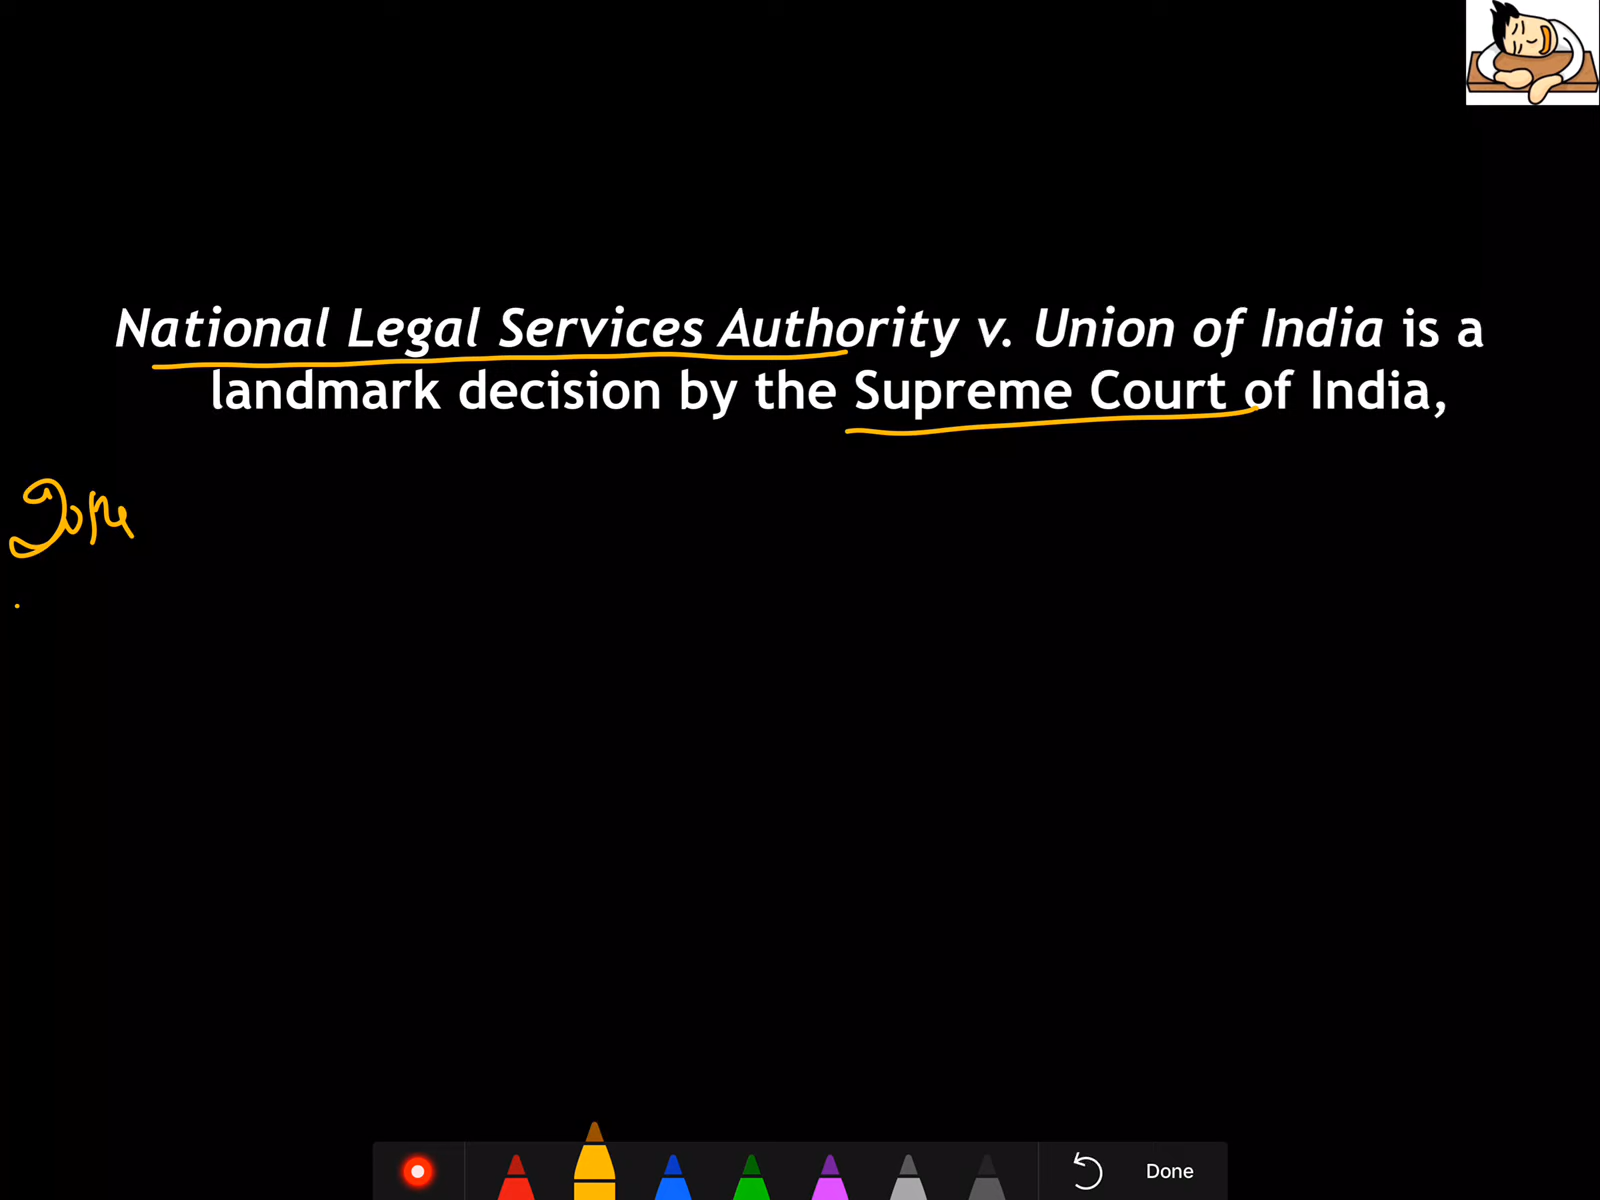 National Legal Services Authority v. Union of India is a
landmark decision by the Supreme Court of India,
2014
Done